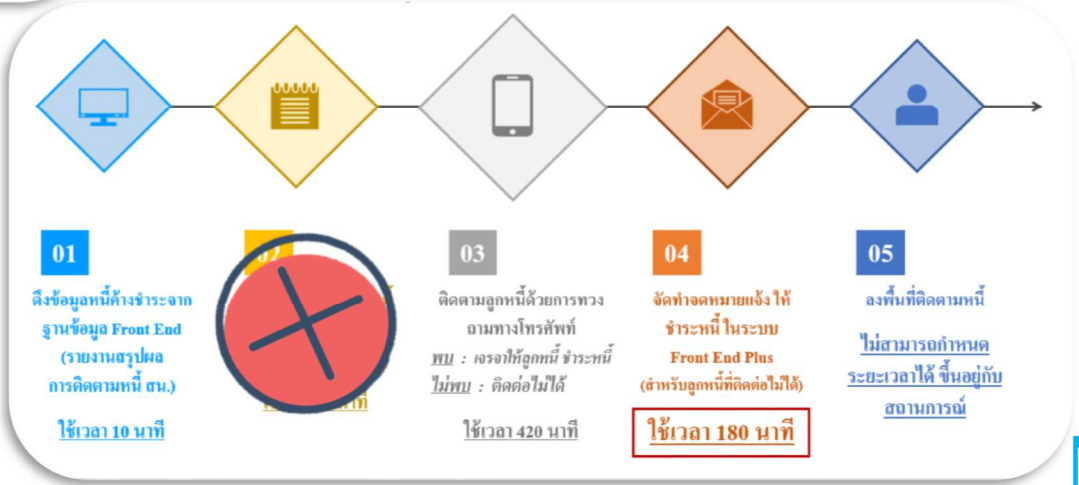 01
ดึงข้อมูลหนี้ค้างชำระจาก
ฐานข้อมูล Front End
(รายงานสรุปผล
การติดตามหนี้ สน.)
ใช้เวลา 10 นาที
02
03
ติดตามลูกหนี้ด้วยการทวง
ถามทางโทรศัพท์
พบ : เจรจาให้ลูกหนี้ ชำระหนี้
ไม่พบ : ติดต่อไม่ได้
ใช้เวลา 420 นาที
04
จัดทำจดหมายแจ้ง ให้
ชำระหนี้ ในระบบ
Front End Plus
(สำหรับลูกหนี้ที่ติดต่อไม่ได้)
ใช้เวลา 180 นาที
05
ลงพื้นที่ติดตามหนี้
ไม่สามารถกำหนด
ระยะเวลาได้ ขึ้นอยู่กับ
สถานการณ์